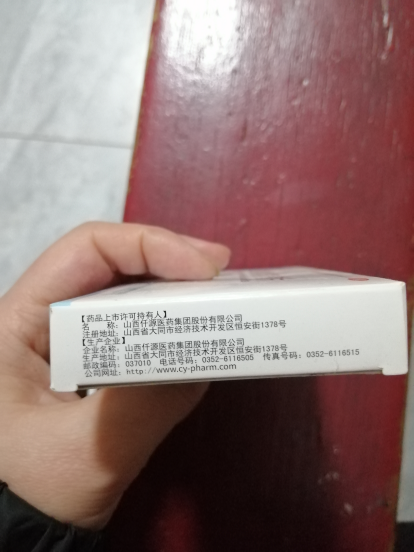 【药品上市许可持有人】
名 称：山西仟源医药集团股份有限公司
注册地址：山西省大同市经济技术开发区恒安街1378号
【生产企业】
企业名称：山西仟源医药集团股份有限公司
生产地址：山西省大同市经济技术开发区恒安街1378号
邮政编码：037010 电话号码：0352-6116505 传真号码：0352-6116515
公司网址：http://www.cy-pharm.com